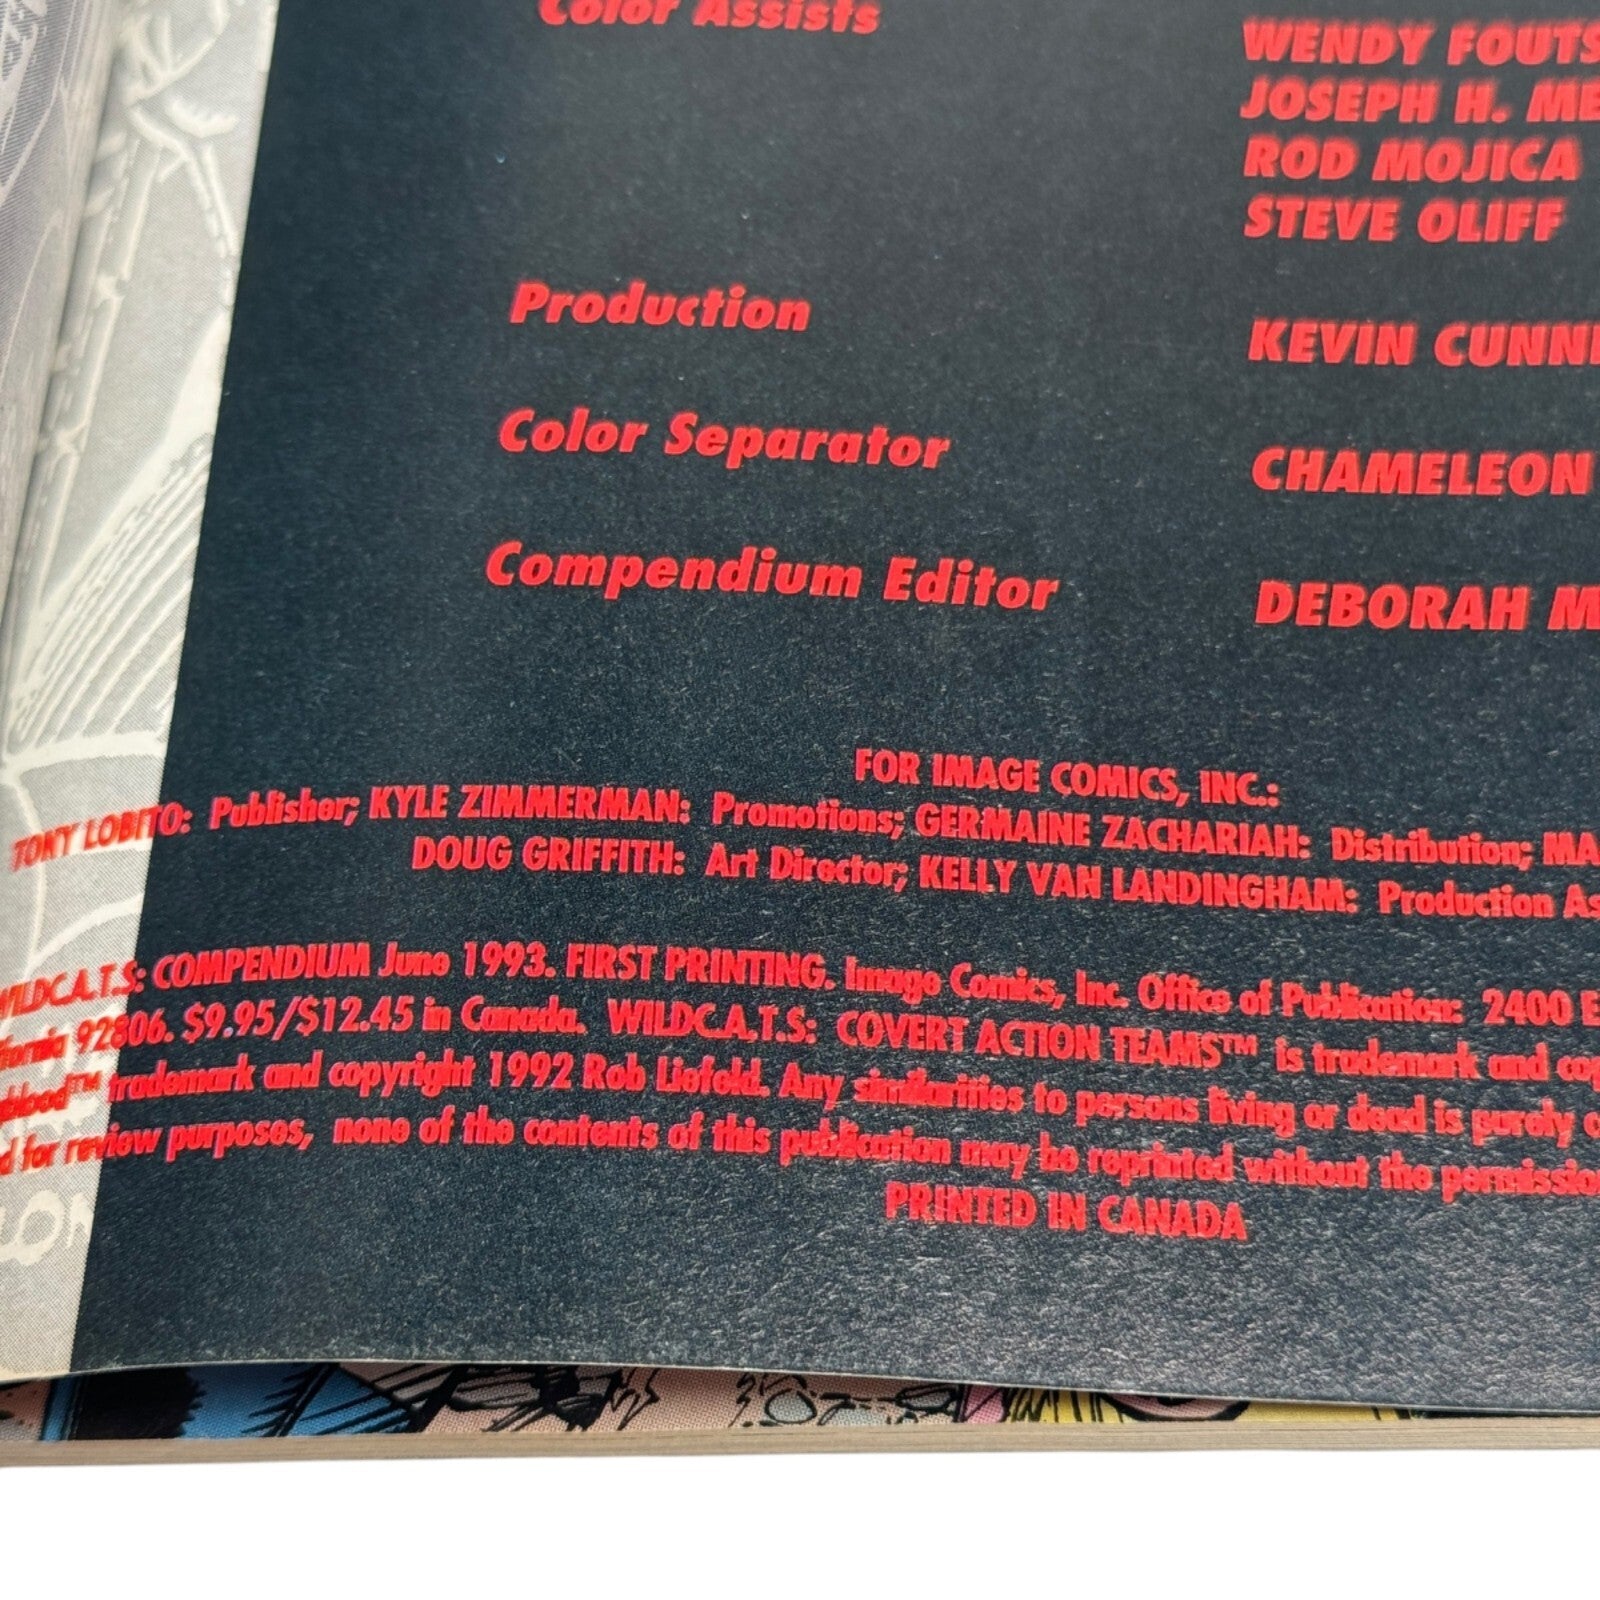 Color Assists
WENDY FOUTS
JOSEPH H. ME
ROD MOJICA
STEVE OLIFF
Production
KEVIN CUNNI
Color Separator
CHAMELEON
Compendium Editor
DEBORAH M
FOR IMAGE COMICS, INC.:
TONY LOBITO: Publisher; KYLE ZIMMERMAN: Promotions; GERMAINE ZACHARIAH: Distribution; MA
DOUG GRIFFITH: Art Director; KELLY VAN LANDINGHAM: Production As
WILDC.A.T.S: COMPENDIUM June 1993. FIRST PRINTING. Image Comics, Inc. Office of Publication: 2400 E
ifornia 92806. $9.95/$12.45 in Canada. WILDC.A.T.S: COVERT ACTION TEAMS™ is trademark and cop
gblood™ trademark and copyright 1992 Rob Liefeld. Any similarities to persons living or dead is purely c
d for review purposes, none of the contents of this publication may be reprinted without the permissio
PRINTED IN CANADA